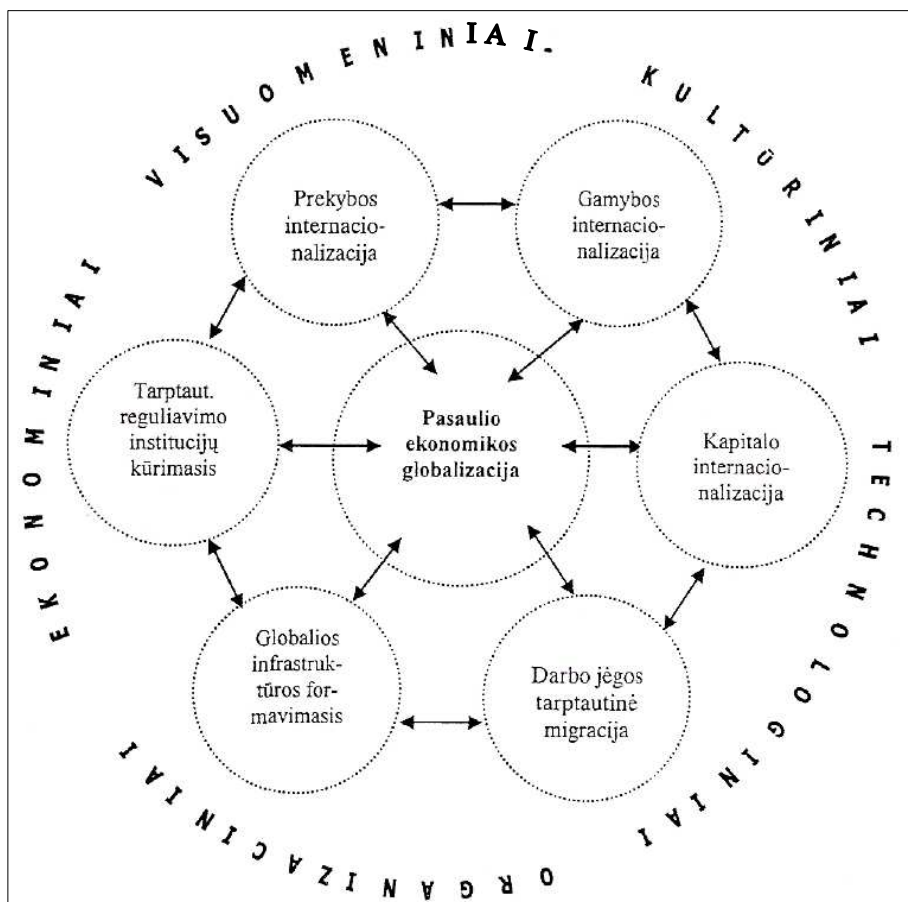 VISUOMENINIAI-
KULTŪRINIAI
TECHNOLOGINIAI
ORGANIZACINIAI
EKONOMINIAI
Prekybos
internacio-
nalizacija
Gamybos
internacio-
nalizacija
Tarptaut.
reguliavimo
institucijų
kūrimasis
Pasaulio
ekonomikos
globalizacija
Kapitalo
internacio-
nalizacija
Globalios
infrastruk-
tūros for-
mavimasis
Darbo jėgos
tarptautinė
migracija